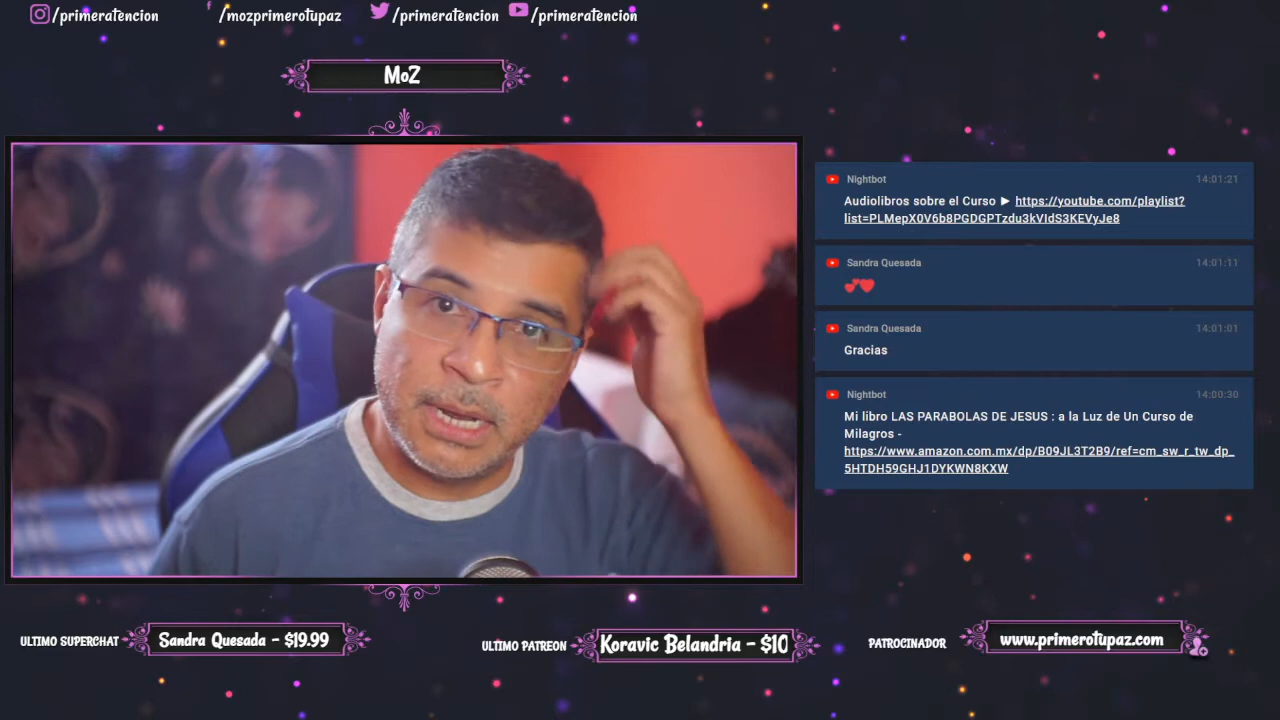 /primeratencion
/mozprimerotupaz
/primeratencion
/primeratencion
MoZ
Nightbot
14:01:21
Audiolibros sobre el Curso ► https://youtube.com/playlist?
list=PLMepX0V6b8PGDGPTzdu3kVIdS3KEVyJe8
Sandra Quesada
14:01:11
💕❤️
Sandra Quesada
14:01:01
Gracias
Nightbot
14:00:30
Mi libro LAS PARABOLAS DE JESUS : a la Luz de Un Curso de
Milagros -
https://www.amazon.com.mx/dp/B09JL3T2B9/ref=cm_sw_r_tw_dp_
5HTDH59GHJ1DYKWN8KXW
ULTIMO SUPERCHAT
Sandra Quesada - $19.99
ULTIMO PATREON
Koravic Belandria - $10
PATROCINADOR
www.primerotupaz.com